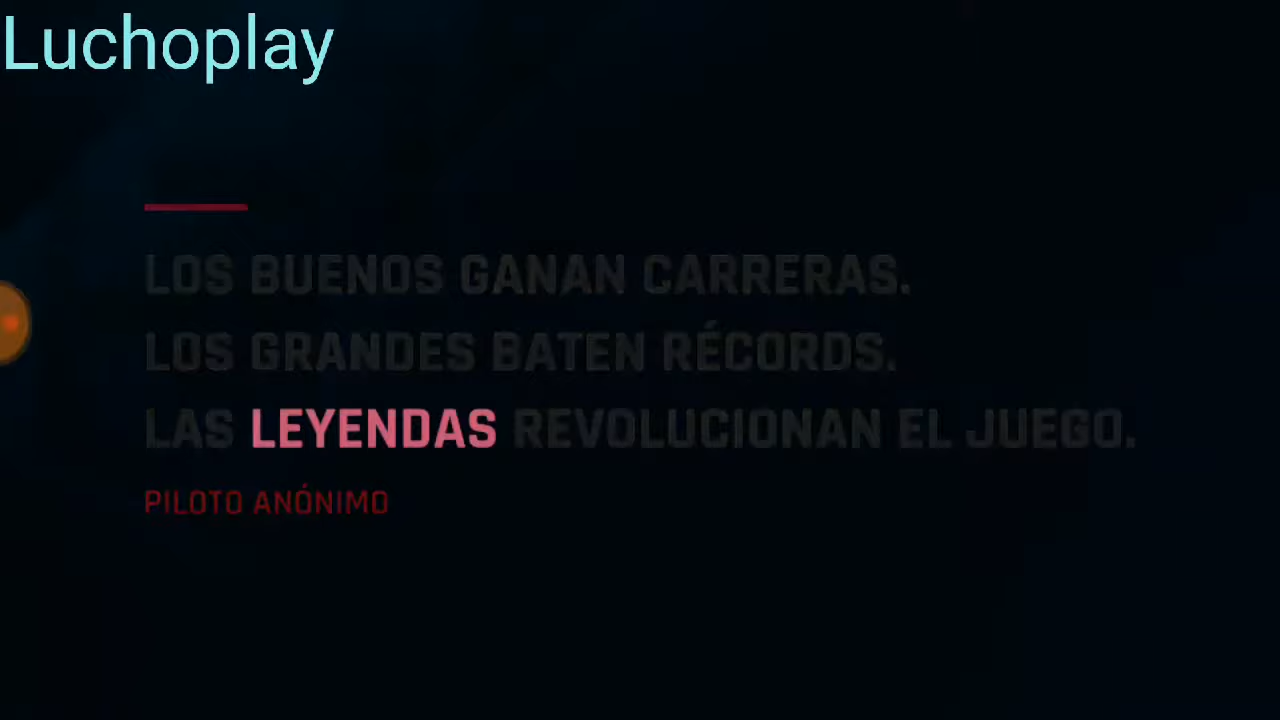 Luchoplay
LOS BUENOS GANAN CARRERAS.
LOS GRANDES BATEN RÉCORDS.
LAS LEYENDAS REVOLUCIONAN EL JUEGO.
PILOTO ANÓNIMO